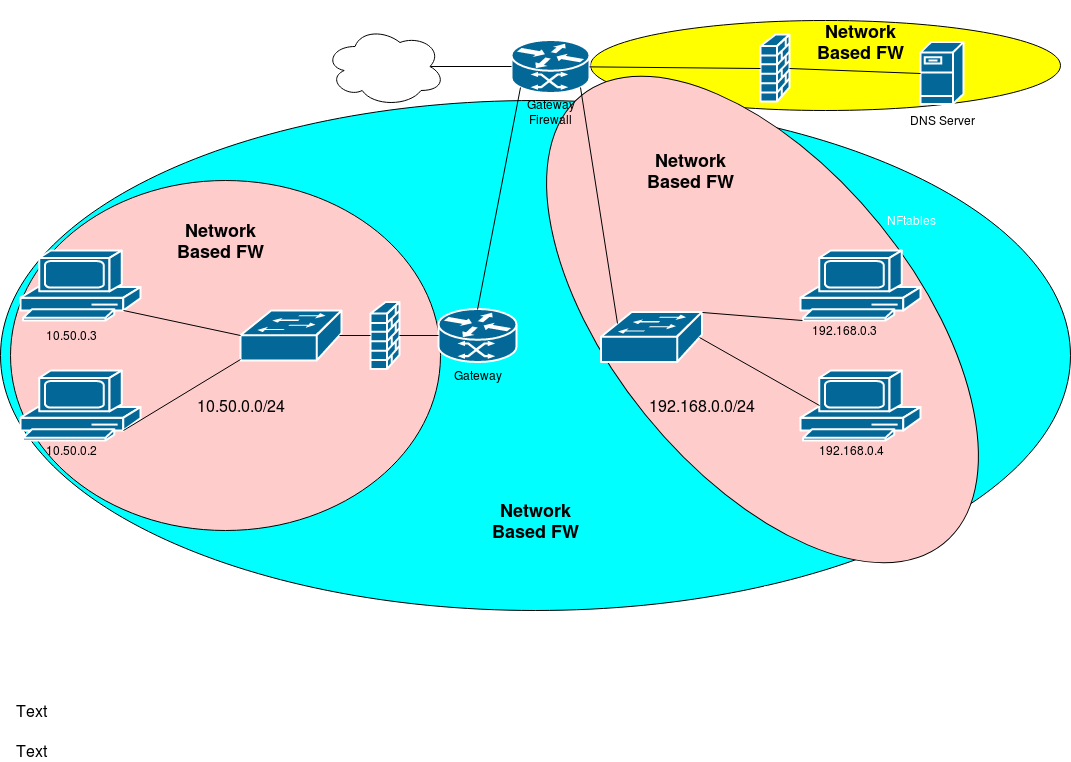 Network
Based FW
Gateway
Firewall
DNS Server
Network
Based FW
NFtables
Network
Based FW
10.50.0.3
192.168.0.3
Gateway
10.50.0.0/24
192.168.0.0/24
10.50.0.2
192.168.0.4
Network
Based FW
Text
Text